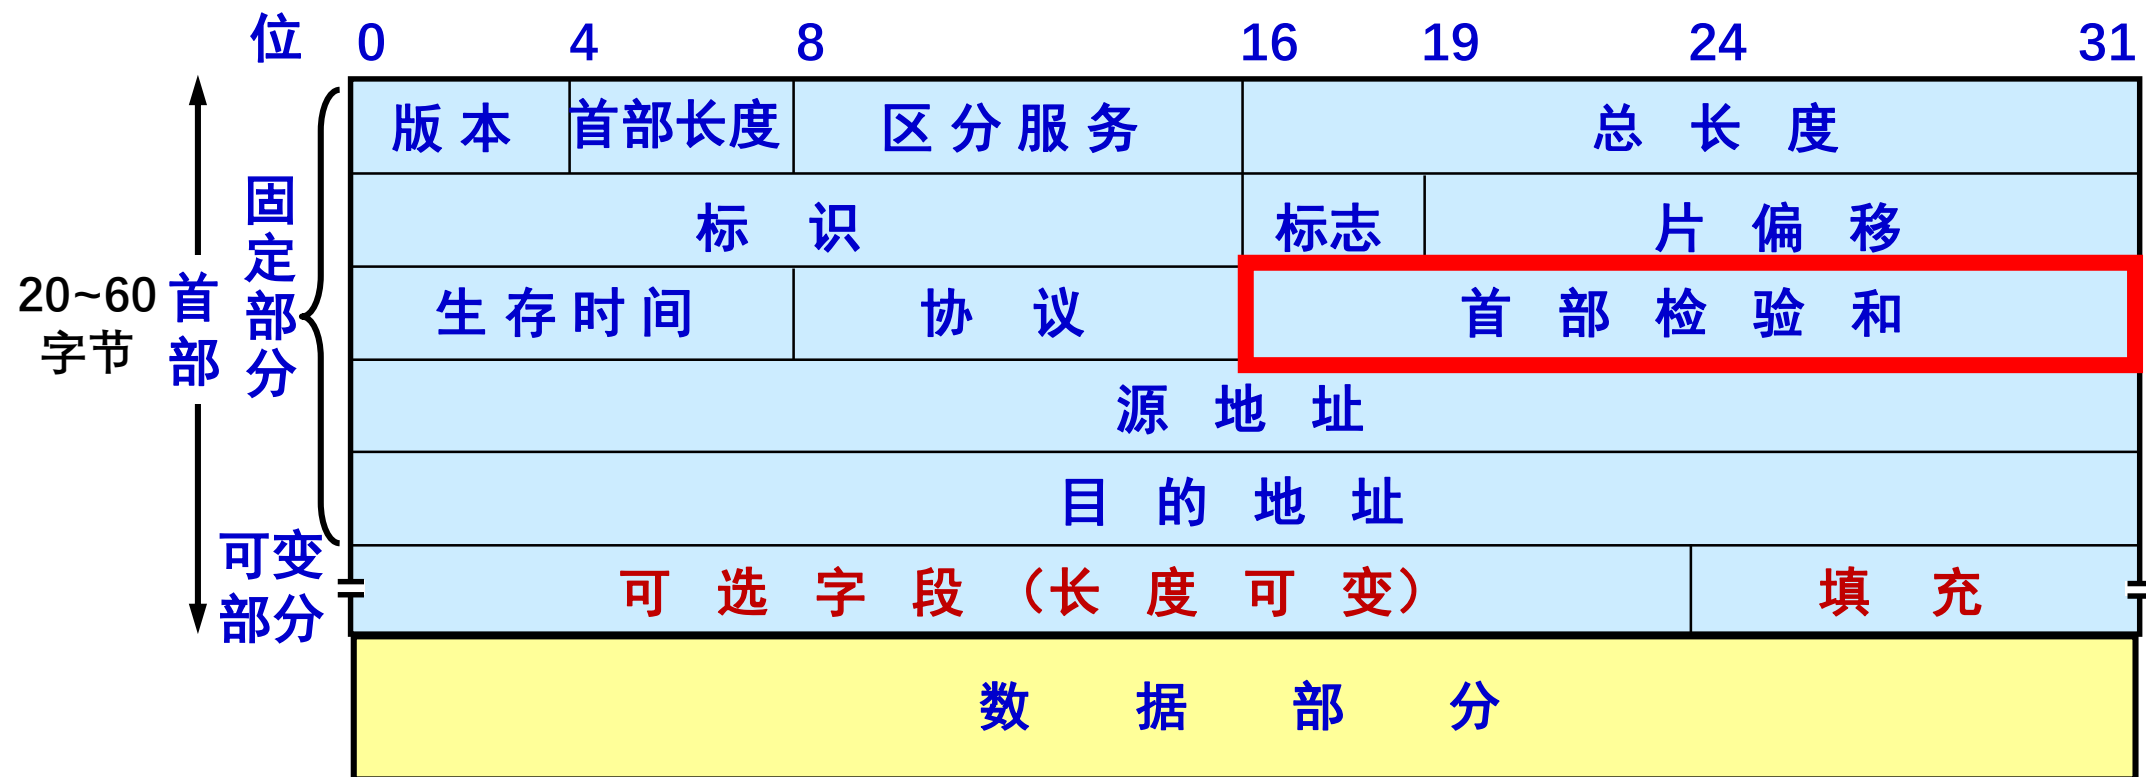 位 0 4 8 16 19 24 31
版本 首部长度 区分服务 总长度
标识 标志 片偏移
生存时间 协议 首部检验和
源地址
目的地址
可选字段（长度可变） 填充
数据部分
固定部分
首部
20~60
字节
可变
部分